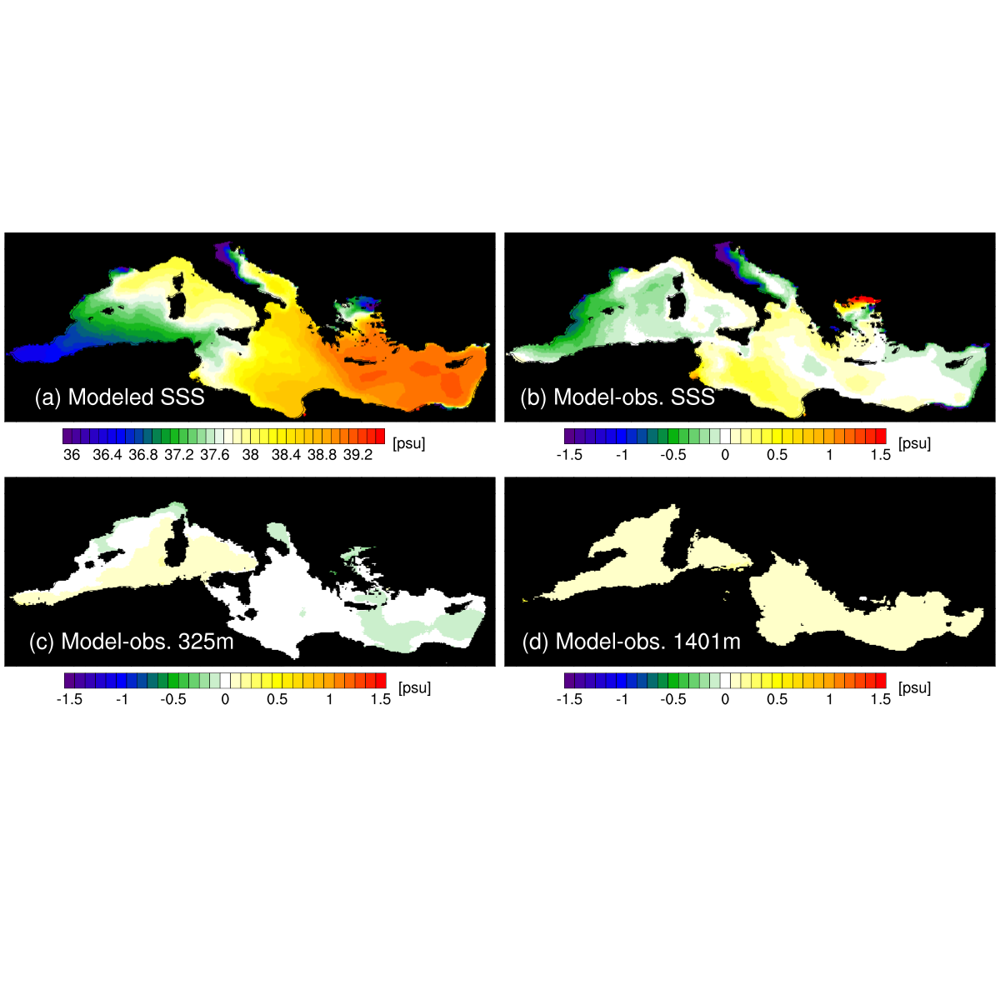 (a) Modeled SSS
(b) Model-obs. SSS
36 36.4 36.8 37.2 37.6 38 38.4 38.8 39.2 [psu]
-1.5 -1 -0.5 0 0.5 1 1.5 [psu]
(c) Model-obs. 325m
(d) Model-obs. 1401m
-1.5 -1 -0.5 0 0.5 1 1.5 [psu]
-1.5 -1 -0.5 0 0.5 1 1.5 [psu]